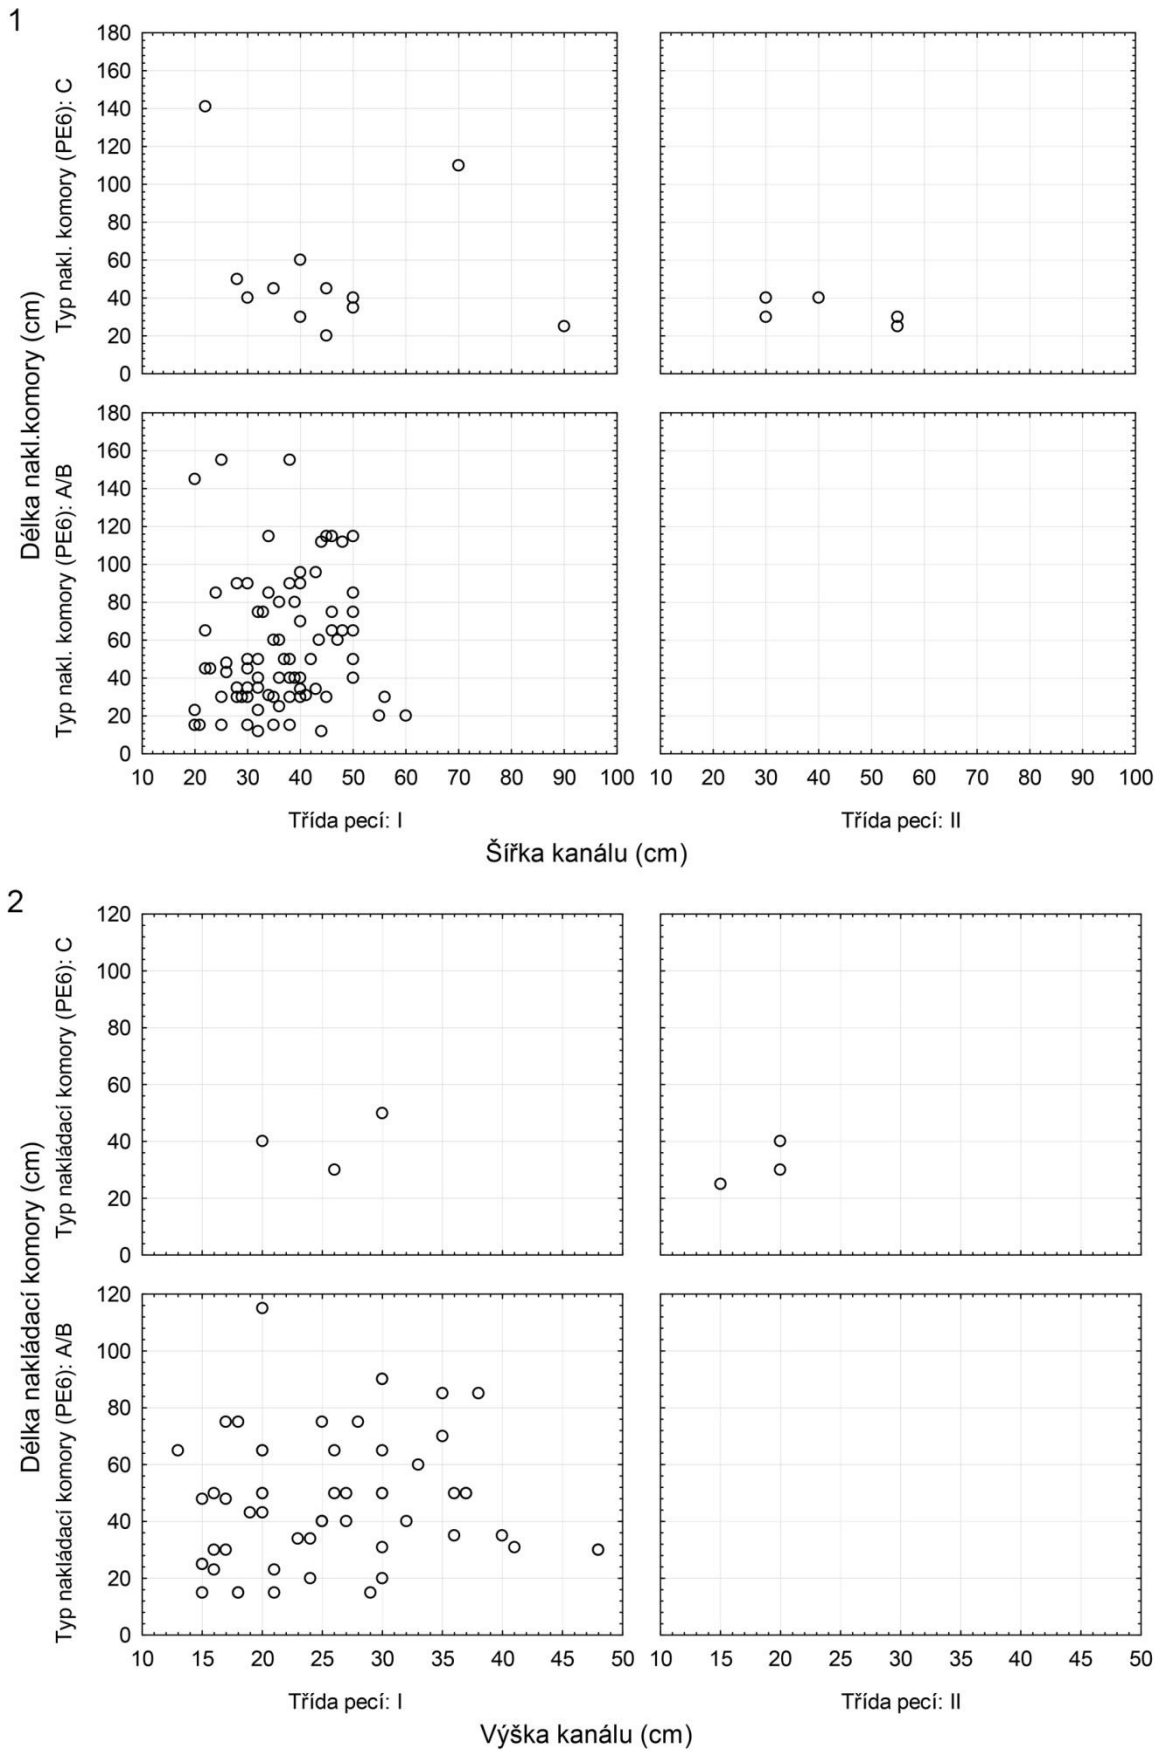 1
Délka nakl.komory (cm)
Typ nakl. komory (PE6): C
180
160
140
120
100
80
60
40
20
0
Typ nakl. komory (PE6): A/B
180
160
140
120
100
80
60
40
20
0
10 20 30 40 50 60 70 80 90 100
10 20 30 40 50 60 70 80 90 100
Třída pecí: I
Třída pecí: II
Šířka kanálu (cm)
2
Délka nakládací komory (cm)
Typ nakládací komory (PE6): C
120
100
80
60
40
20
0
Typ nakládací komory (PE6): A/B
120
100
80
60
40
20
0
10 15 20 25 30 35 40 45 50
10 15 20 25 30 35 40 45 50
Třída pecí: I
Třída pecí: II
Výška kanálu (cm)